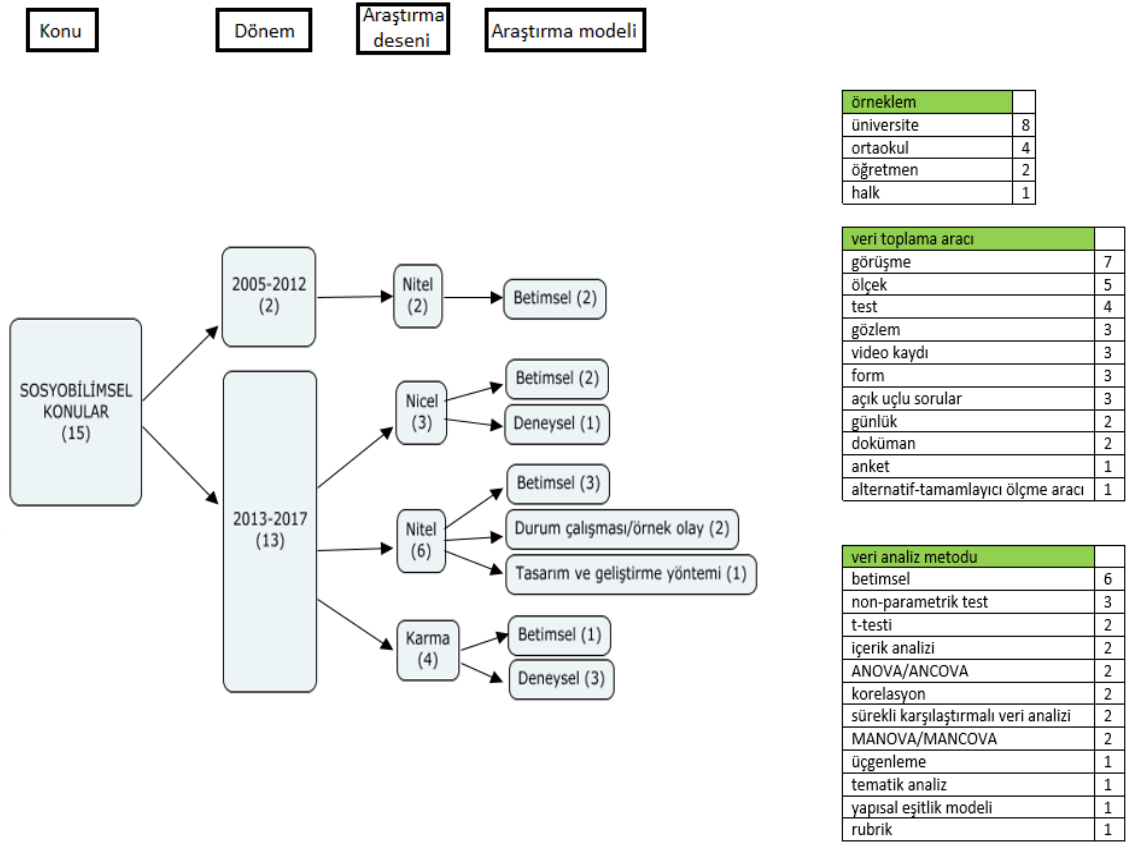 Konu
Dönem
Araştırma
deseni
Araştırma modeli
SOSYOBİLİMSEL
KONULAR
(15)
2005-2012
(2)
Nitel
(2)
Betimsel (2)
2013-2017
(13)
Nicel
(3)
Betimsel (2)
Deneysel (1)
Nitel
(6)
Betimsel (3)
Durum çalışması/örnek olay (2)
Tasarım ve geliştirme yöntemi (1)
Karma
(4)
Betimsel (1)
Deneysel (3)
örneklem
üniversite 8
ortaokul 4
öğretmen 2
halk 1
veri toplama aracı
görüşme 7
ölçek 5
test 4
gözlem 3
video kaydı 3
form 3
açık uçlu sorular 3
günlük 2
doküman 2
anket 1
alternatif-tamamlayıcı ölçme aracı 1
veri analiz metodu
betimsel 6
non-parametrik test 3
t-testi 2
içerik analizi 2
ANOVA/ANCOVA 2
korelasyon 2
sürekli karşılaştırmalı veri analizi 2
MANOVA/MANCOVA 2
üçgenleme 1
tematik analiz 1
yapısal eşitlik modeli 1
rubrik 1